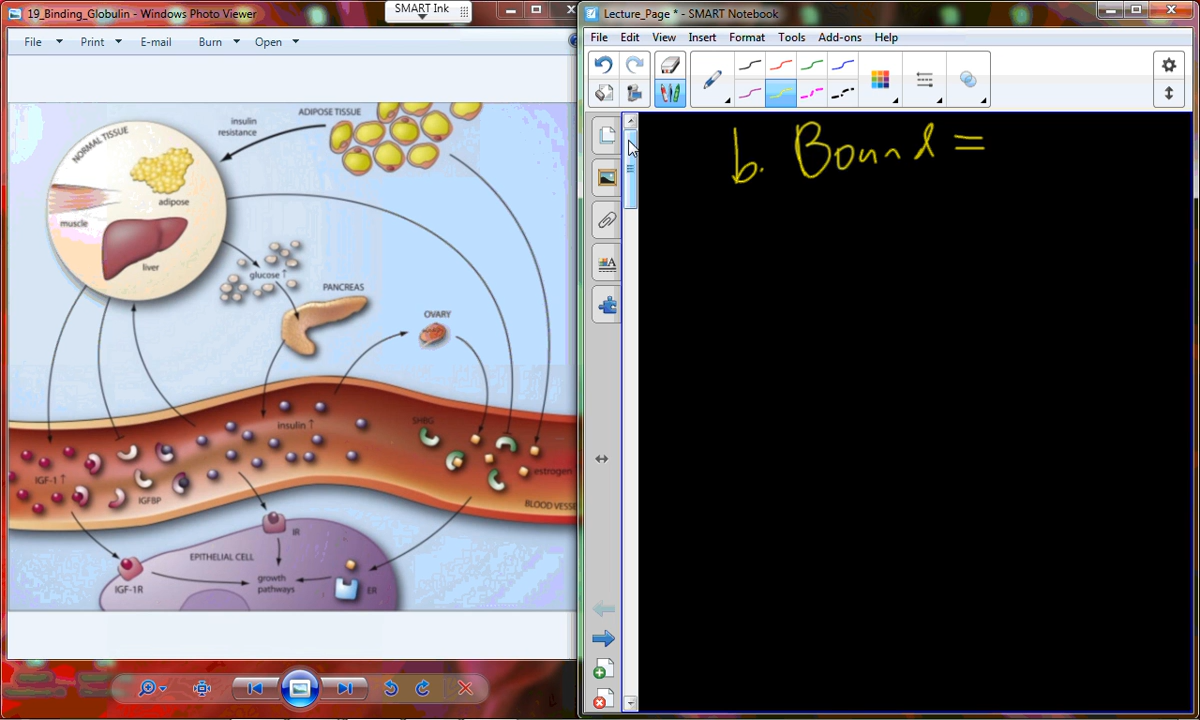 19_Binding_Globulin - Windows Photo Viewer
SMART Ink
File Print E-mail Burn Open
ADIPOSE TISSUE
insulin
resistance
NORMAL TISSUE
adipose
muscle
liver
glucose ↑
PANCREAS
OVARY
insulin ↑
SHBG
IGF-1 ↑
IGFBP
estrogen
BLOOD VESSE
IR
EPITHELIAL CELL
growth
pathways
IGF-1R
ER
Lecture_Page * - SMART Notebook
File Edit View Insert Format Tools Add-ons Help
b. Bound =